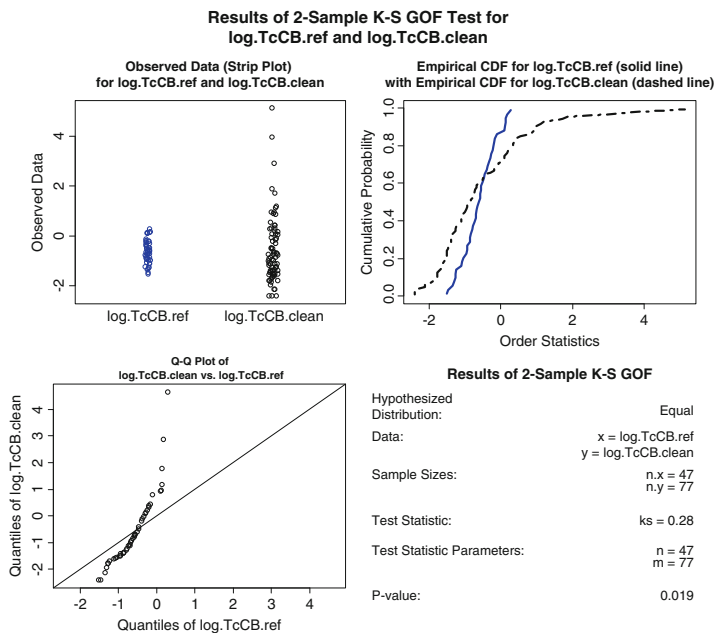 Results of 2-Sample K-S GOF Test for
log.TcCB.ref and log.TcCB.clean
Observed Data (Strip Plot)
for log.TcCB.ref and log.TcCB.clean
Observed Data
4
2
0
-2
log.TcCB.ref
log.TcCB.clean
Empirical CDF for log.TcCB.ref (solid line)
with Empirical CDF for log.TcCB.clean (dashed line)
Cumulative Probability
1.0
0.8
0.6
0.4
0.2
0.0
-2 0 2 4
Order Statistics
Q-Q Plot of
log.TcCB.clean vs. log.TcCB.ref
Quantiles of log.TcCB.clean
4
3
2
1
0
-1
-2
-2 -1 0 1 2 3 4
Quantiles of log.TcCB.ref
Results of 2-Sample K-S GOF
Hypothesized
Distribution: Equal
Data: x = log.TcCB.ref
y = log.TcCB.clean
Sample Sizes: n.x = 47
n.y = 77
Test Statistic: ks = 0.28
Test Statistic Parameters: n = 47
m = 77
P-value: 0.019